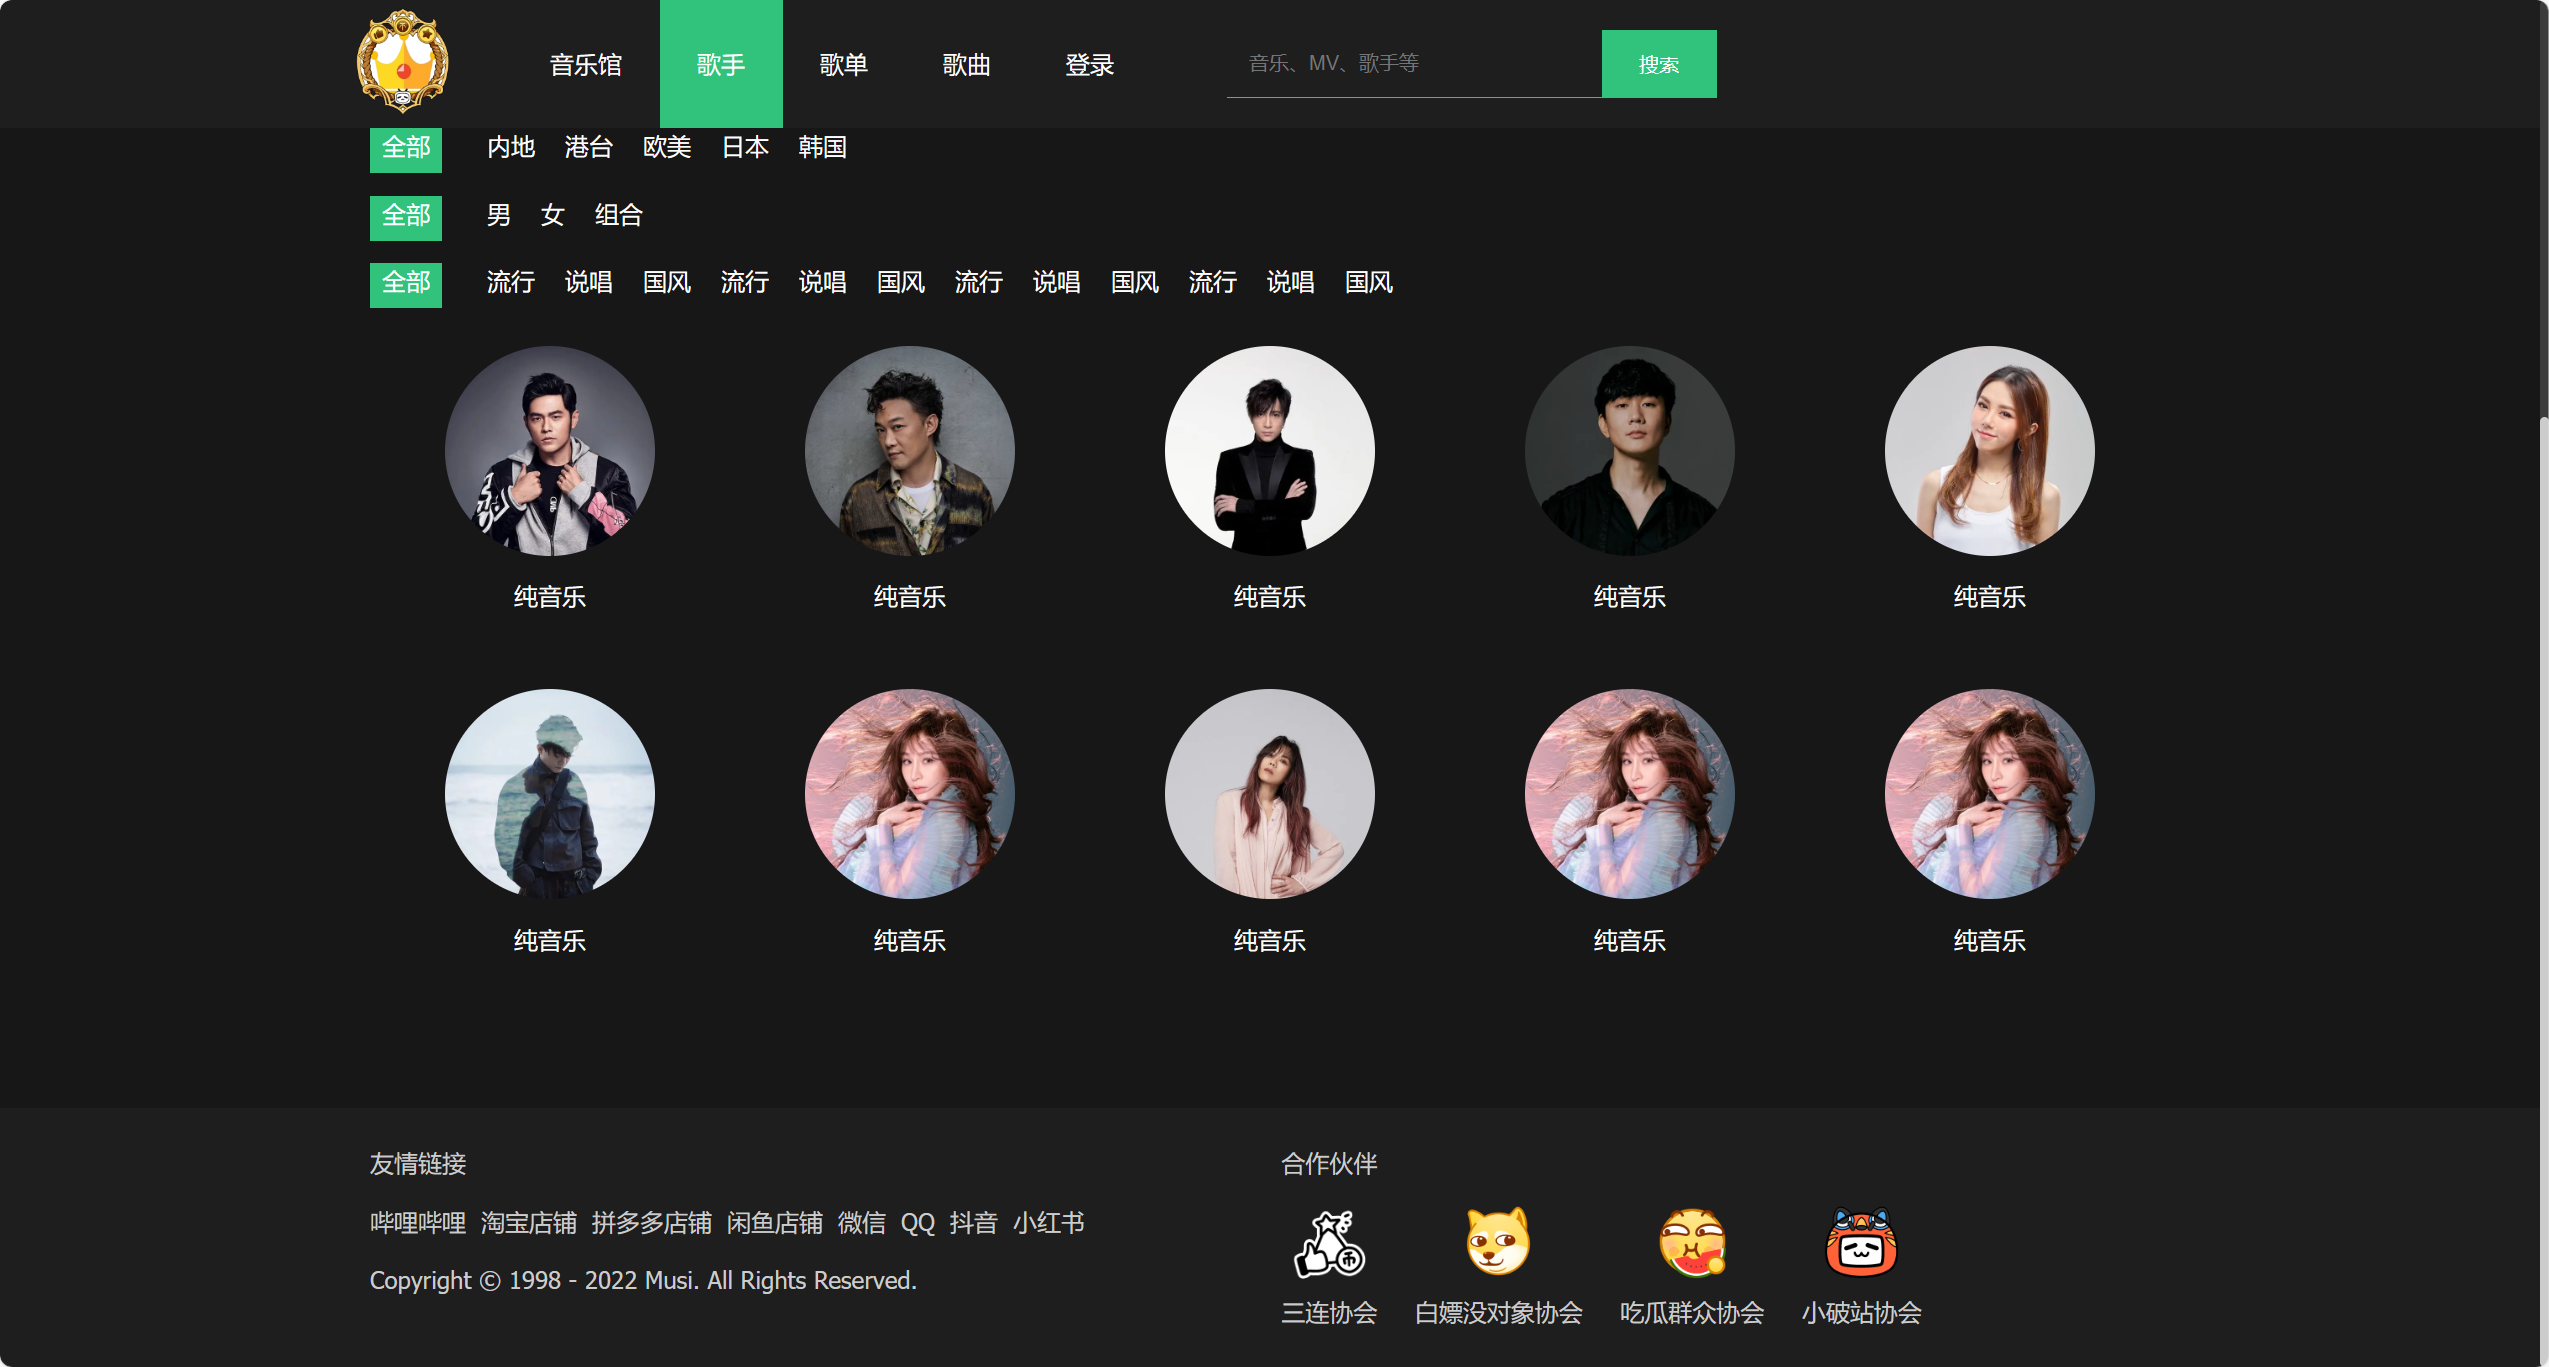 音乐馆 歌手 歌单 歌曲 登录 音乐、MV、歌手等 搜索
全部 内地 港台 欧美 日本 韩国
全部 男 女 组合
全部 流行 说唱 国风 流行 说唱 国风 流行 说唱 国风 流行 说唱 国风
纯音乐 纯音乐 纯音乐 纯音乐 纯音乐
纯音乐 纯音乐 纯音乐 纯音乐 纯音乐
友情链接
哔哩哔哩 淘宝店铺 拼多多店铺 闲鱼店铺 微信 QQ 抖音 小红书
Copyright © 1998 - 2022 Musi. All Rights Reserved.
合作伙伴
三连协会 白嫖没对象协会 吃瓜群众协会 小破站协会